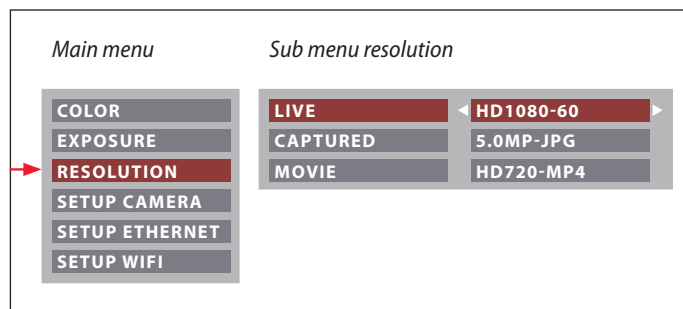 Main menu
Sub menu resolution
COLOR
EXPOSURE
RESOLUTION
SETUP CAMERA
SETUP ETHERNET
SETUP WIFI
LIVE HD1080-60
CAPTURED 5.0MP-JPG
MOVIE HD720-MP4